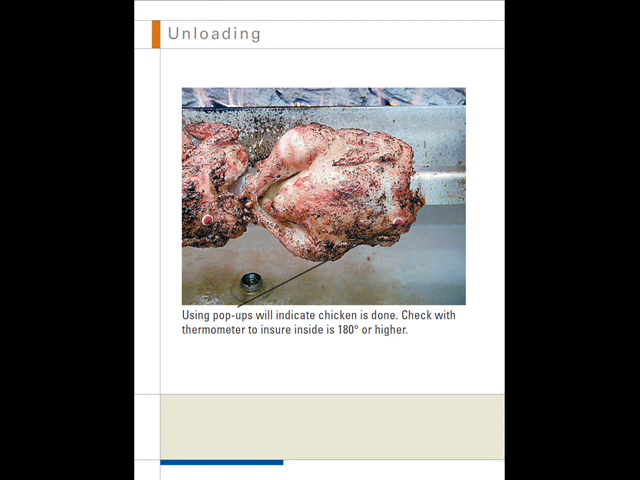 Unloading
Using pop-ups will indicate chicken is done. Check with
thermometer to insure inside is 180° or higher.